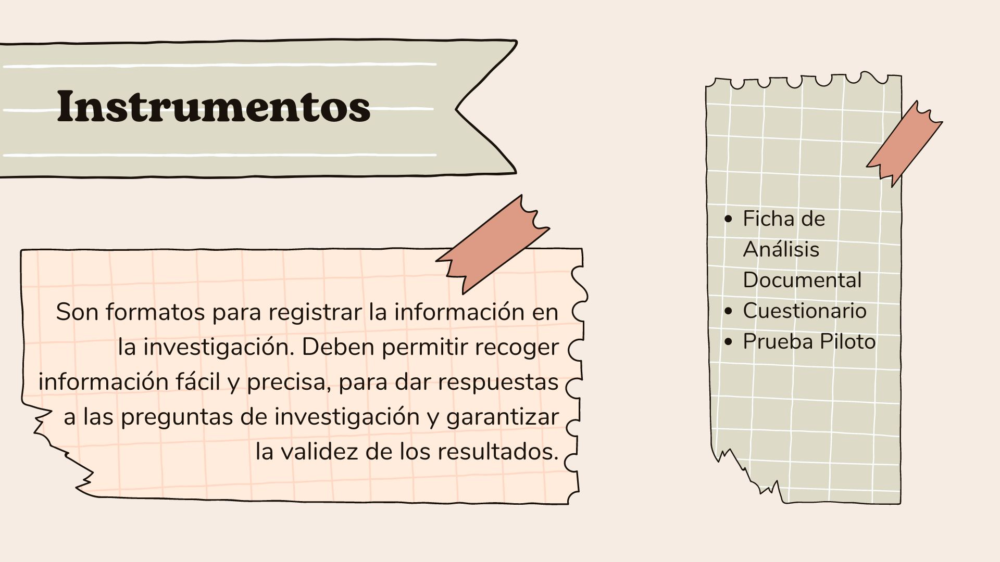 Instrumentos
Son formatos para registrar la información en
la investigación. Deben permitir recoger
información fácil y precisa, para dar respuestas
a las preguntas de investigación y garantizar
la validez de los resultados.
• Ficha de
Análisis
Documental
• Cuestionario
• Prueba Piloto